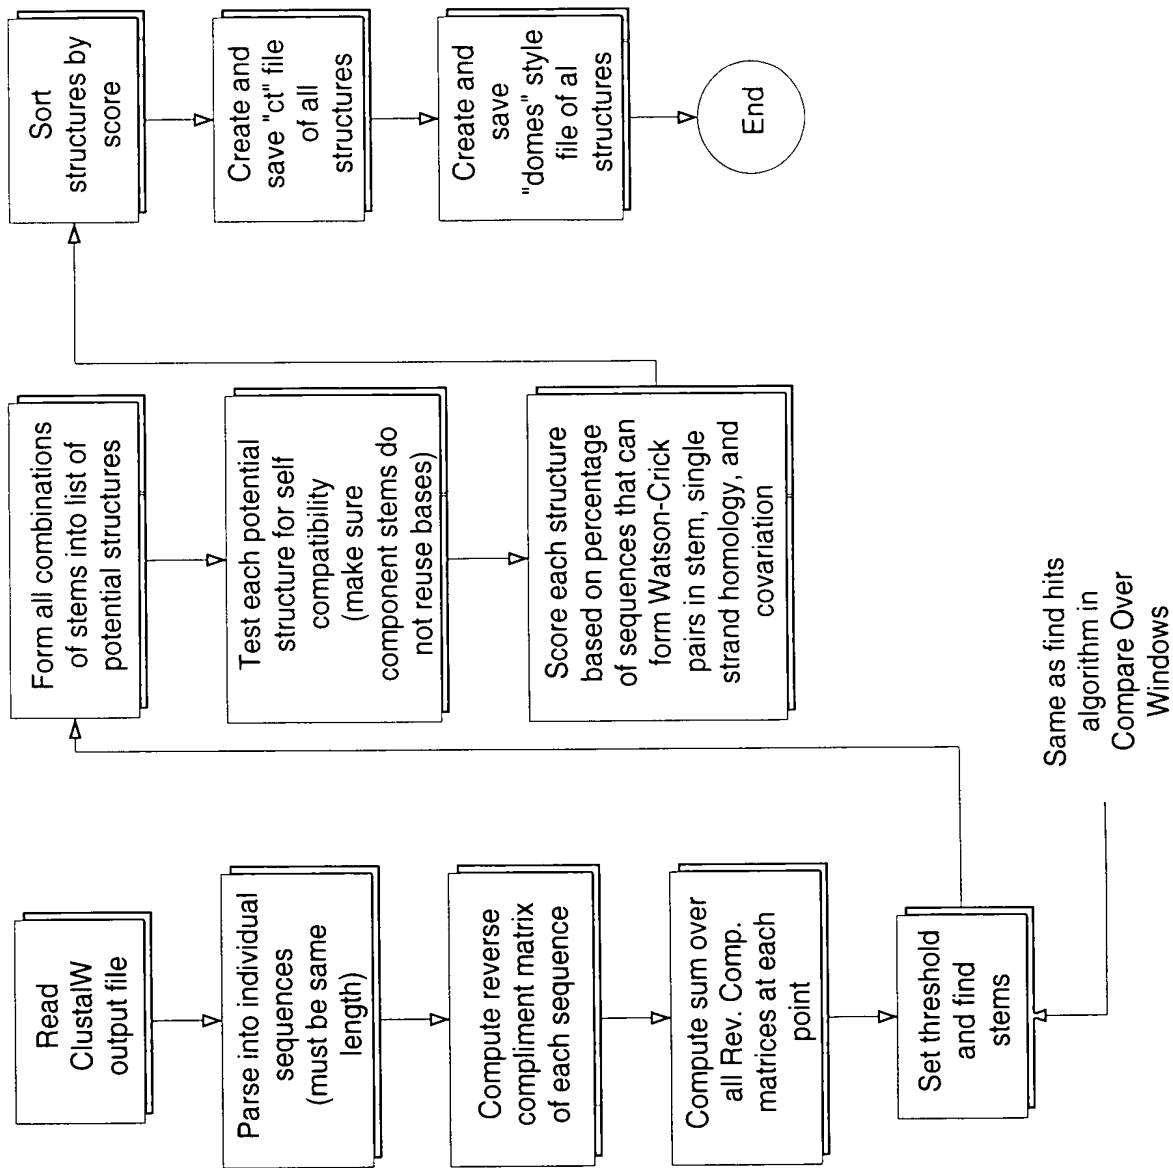 Read
ClustalW
output file
Parse into individual
sequences
(must be same
length)
Compute reverse
compliment matrix
of each sequence
Compute sum over
all Rev. Comp.
matrices at each
point
Set threshold
and find
stems
Same as find hits
algorithm in
Compare Over
Windows
Form all combinations
of stems into list of
potential structures
Test each potential
structure for self
compatibility
(make sure
component stems do
not reuse bases)
Score each structure
based on percentage
of sequences that can
form Watson-Crick
pairs in stem, single
strand homology, and
covariation
Sort
structures by
score
Create and
save "ct" file
of all
structures
Create and
save
"domes" style
file of al
structures
End